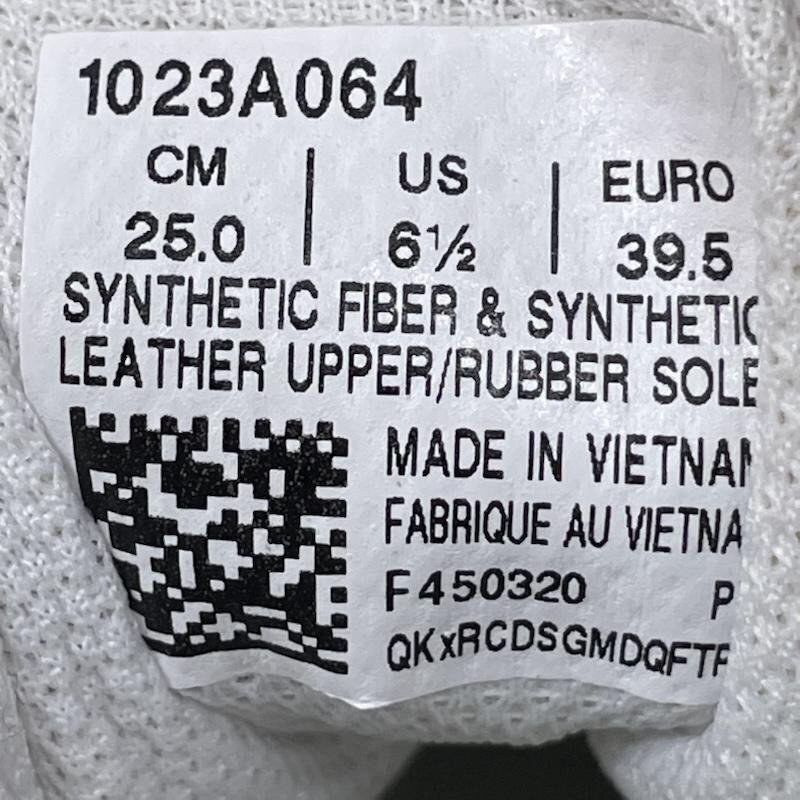 1023A064
CM | US | EURO
25.0 | 6½ | 39.5
SYNTHETIC FIBER & SYNTHETIC
LEATHER UPPER/RUBBER SOLE
MADE IN VIETNAM
FABRIQUE AU VIETNA
F450320 P
QKxRCDSGMDQFTF